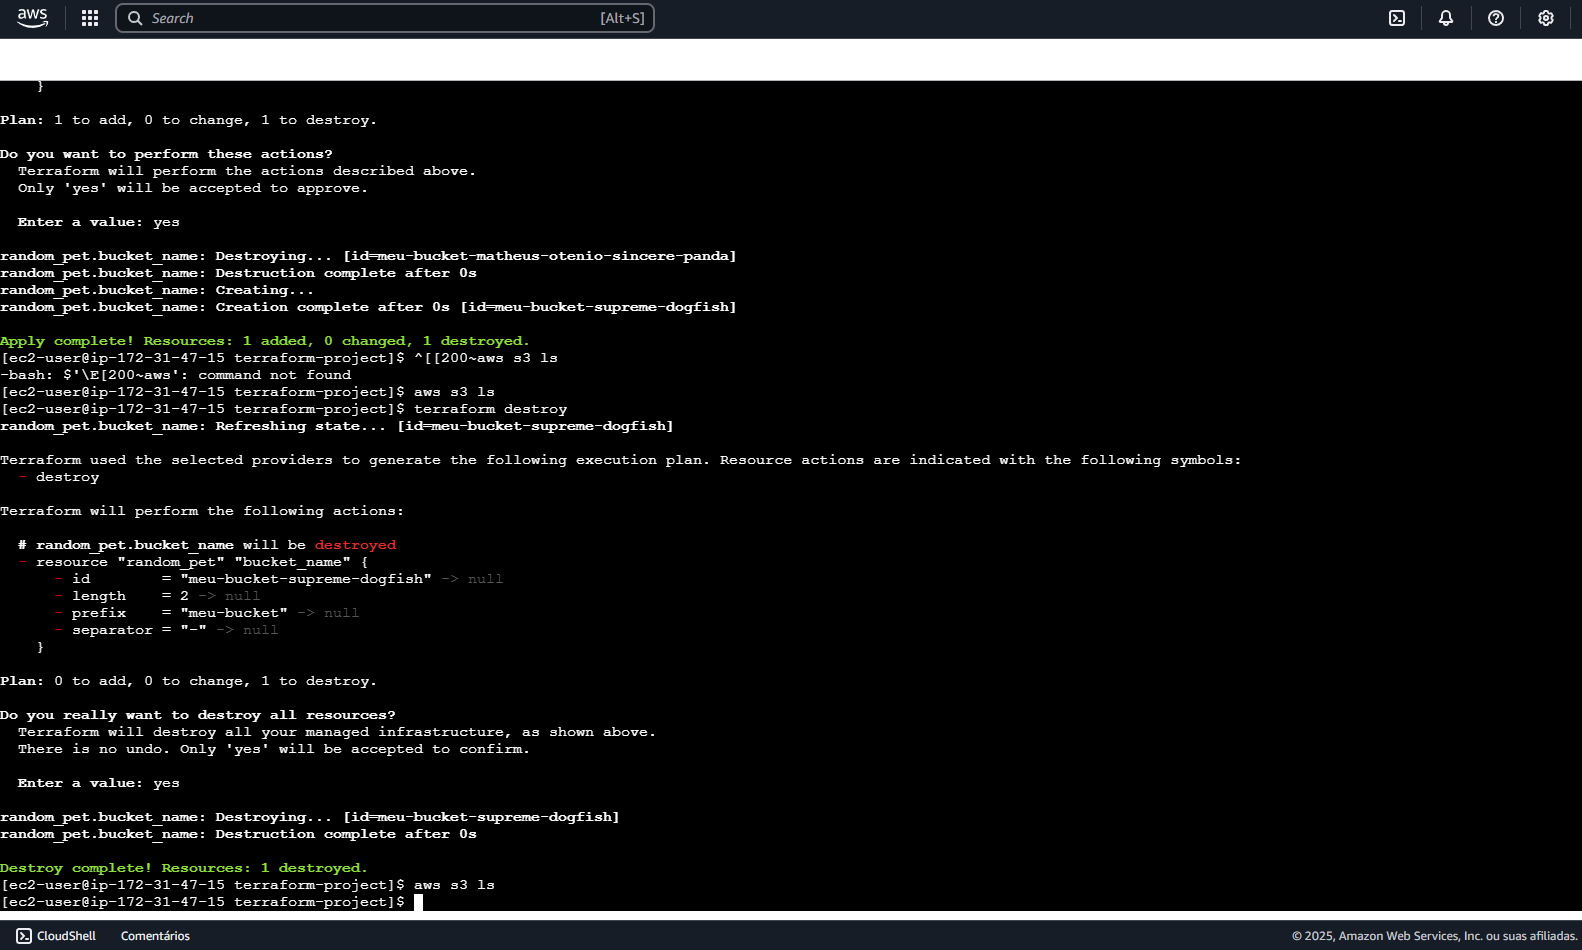 aws
Search [Alt+S]
}
Plan: 1 to add, 0 to change, 1 to destroy.
Do you want to perform these actions?
Terraform will perform the actions described above.
Only 'yes' will be accepted to approve.
Enter a value: yes
random_pet.bucket_name: Destroying... [id=meu-bucket-matheus-otenio-sincere-panda]
random_pet.bucket_name: Destruction complete after 0s
random_pet.bucket_name: Creating...
random_pet.bucket_name: Creation complete after 0s [id=meu-bucket-supreme-dogfish]
Apply complete! Resources: 1 added, 0 changed, 1 destroyed.
[ec2-user@ip-172-31-47-15 terraform-project]$ ^[[200~aws s3 ls
-bash: $'\E[200~aws': command not found
[ec2-user@ip-172-31-47-15 terraform-project]$ aws s3 ls
[ec2-user@ip-172-31-47-15 terraform-project]$ terraform destroy
random_pet.bucket_name: Refreshing state... [id=meu-bucket-supreme-dogfish]
Terraform used the selected providers to generate the following execution plan. Resource actions are indicated with the following symbols:
- destroy
Terraform will perform the following actions:
# random_pet.bucket_name will be destroyed
- resource "random_pet" "bucket_name" {
- id        = "meu-bucket-supreme-dogfish" -> null
- length    = 2 -> null
- prefix    = "meu-bucket" -> null
- separator = "-" -> null
}
Plan: 0 to add, 0 to change, 1 to destroy.
Do you really want to destroy all resources?
Terraform will destroy all your managed infrastructure, as shown above.
There is no undo. Only 'yes' will be accepted to confirm.
Enter a value: yes
random_pet.bucket_name: Destroying... [id=meu-bucket-supreme-dogfish]
random_pet.bucket_name: Destruction complete after 0s
Destroy complete! Resources: 1 destroyed.
[ec2-user@ip-172-31-47-15 terraform-project]$ aws s3 ls
[ec2-user@ip-172-31-47-15 terraform-project]$
CloudShell Comentários © 2025, Amazon Web Services, Inc. ou suas afiliadas.